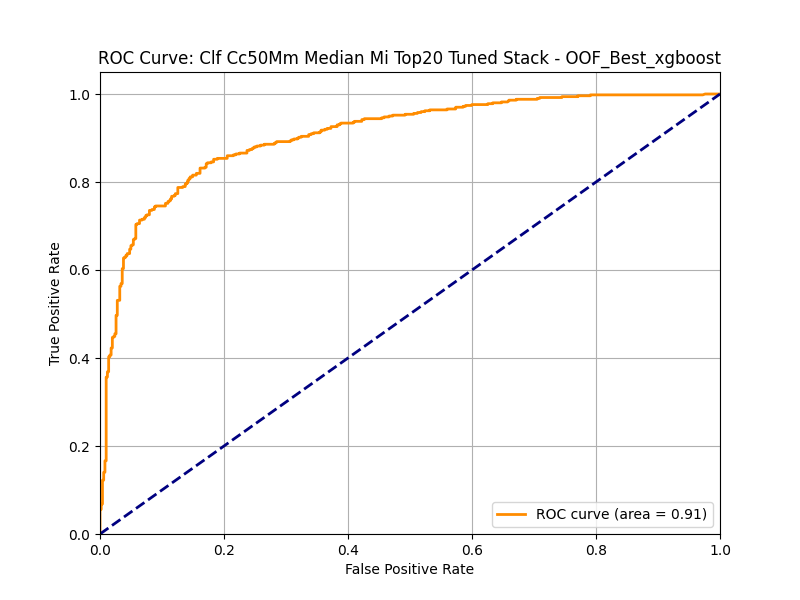 ROC Curve: Clf Cc50Mm Median Mi Top20 Tuned Stack - OOF_Best_xgboost
True Positive Rate
1.0
0.8
0.6
0.4
0.2
0.0
ROC curve (area = 0.91)
0.0 0.2 0.4 0.6 0.8 1.0
False Positive Rate